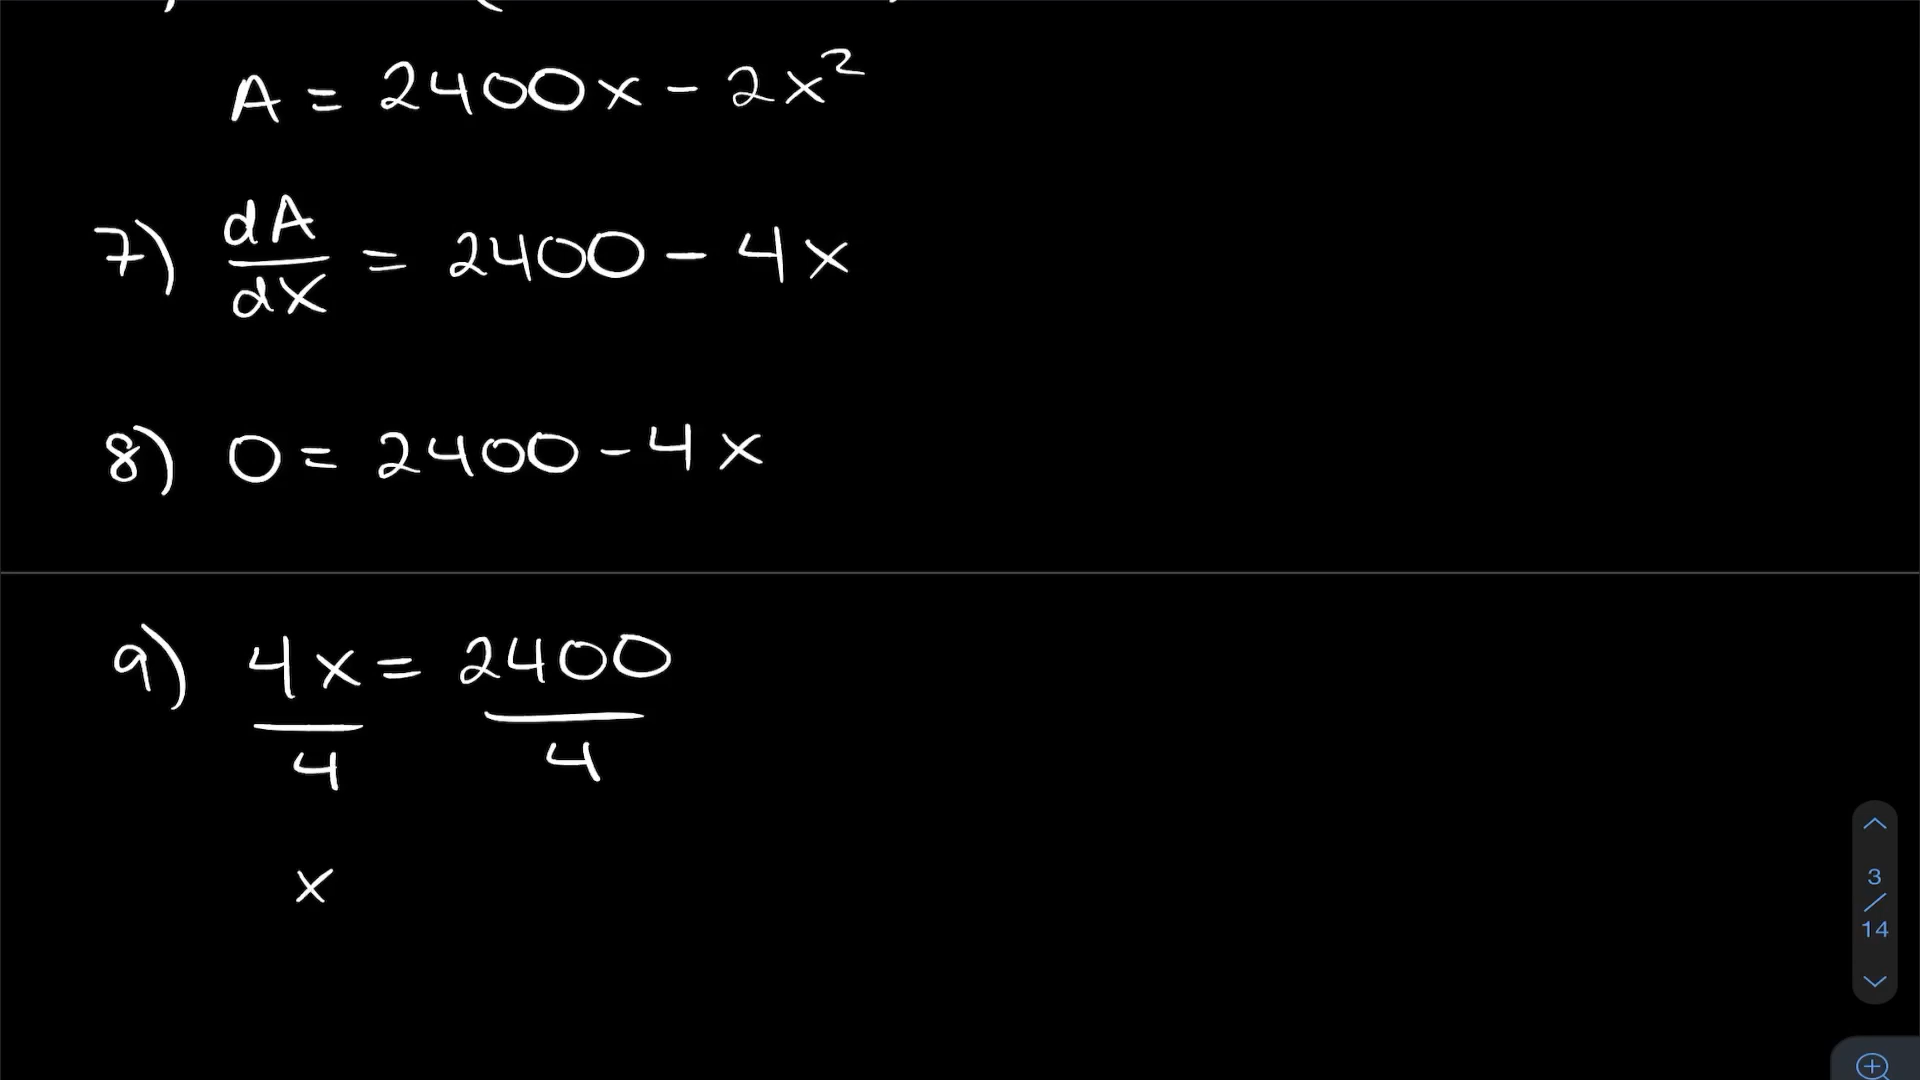 A = 2400x - 2x²
7) dA/dx = 2400 - 4x
8) 0 = 2400 - 4x
9) 4x/4 = 2400/4
x
3
/
14